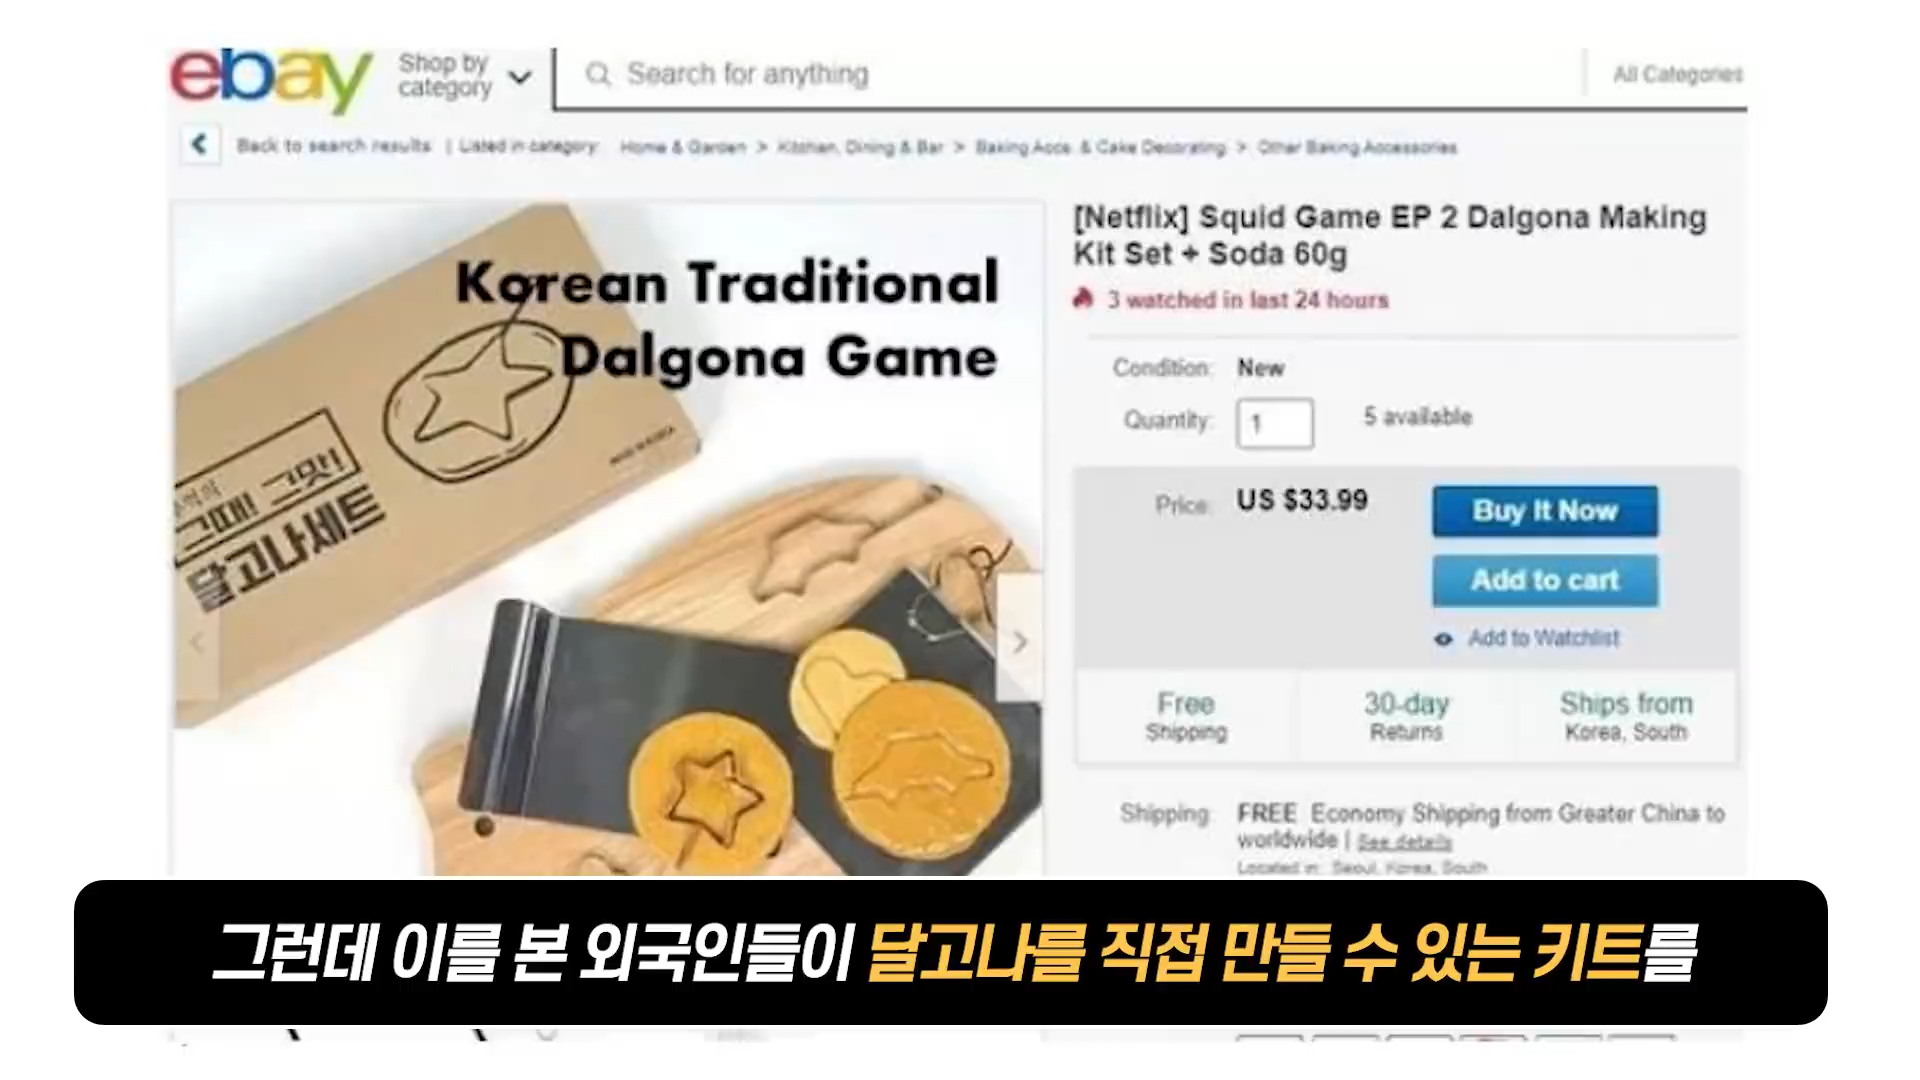 ebay
Shop by
category
Search for anything
All Categories
Back to search results | Listed in category: Home & Garden > Kitchen, Dining & Bar > Baking Accs. & Cake Decorating > Other Baking Accessories
Korean Traditional
Dalgona Game
그때! 그맛!
달고나세트
[Netflix] Squid Game EP 2 Dalgona Making
Kit Set + Soda 60g
3 watched in last 24 hours
Condition: New
Quantity: 1 5 available
Price: US $33.99
Buy It Now
Add to cart
Add to Watchlist
Free
Shipping
30-day
Returns
Ships from
Korea, South
Shipping: FREE Economy Shipping from Greater China to
worldwide | See details
Located in: Seoul, Korea, South
그런데 이를 본 외국인들이 달고나를 직접 만들 수 있는 키트를